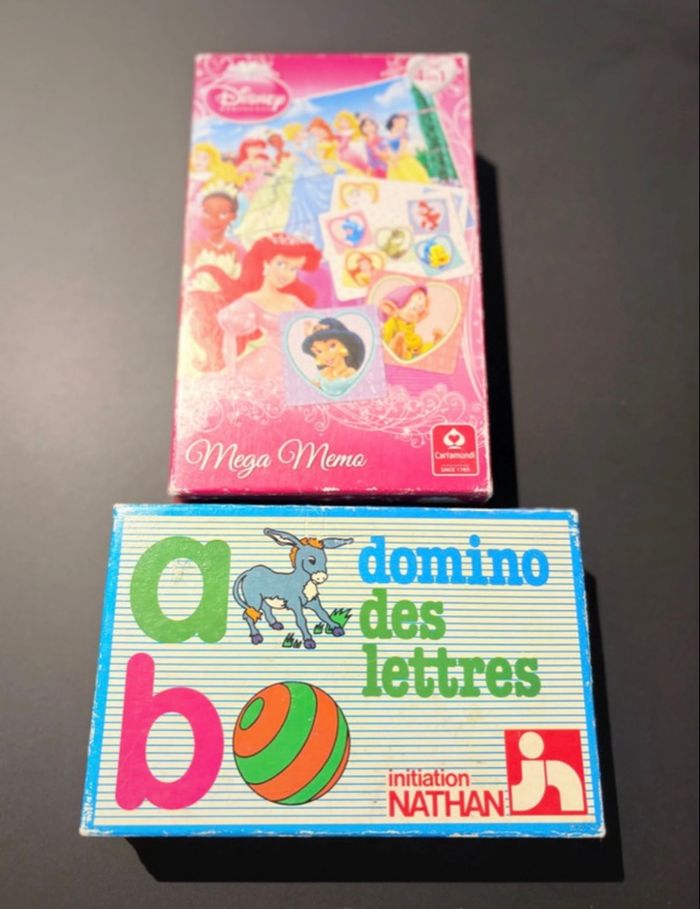 Disney
4in1
Mega Memo
Cartamundi
SINCE 1765
a
domino
des
lettres
b
initiation
NATHAN